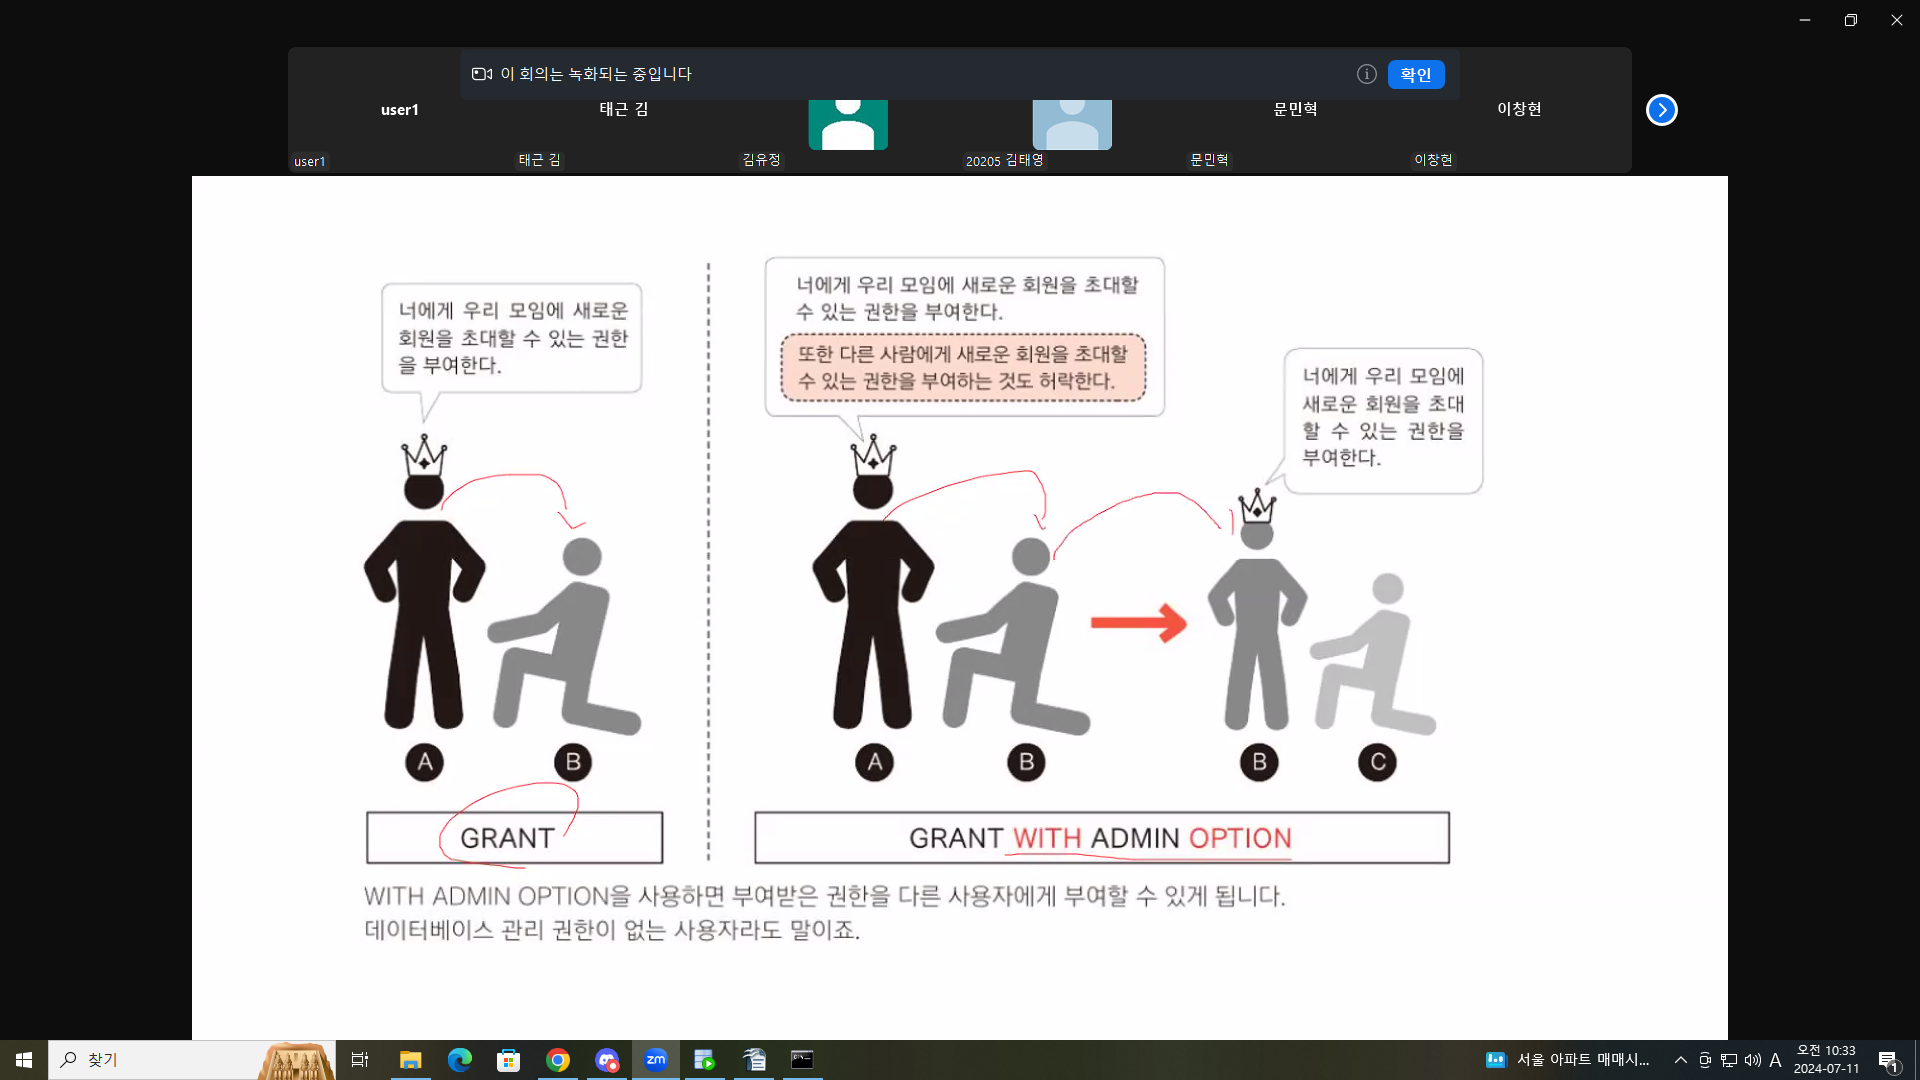 이 회의는 녹화되는 중입니다
확인
user1
태근 김
문민혁
이창현
user1
태근 김
김유정
20205 김태영
문민혁
이창현
너에게 우리 모임에 새로운
회원을 초대할 수 있는 권한
을 부여한다.
너에게 우리 모임에 새로운 회원을 초대할
수 있는 권한을 부여한다.
또한 다른 사람에게 새로운 회원을 초대할
수 있는 권한을 부여하는 것도 허락한다.
너에게 우리 모임에
새로운 회원을 초대
할 수 있는 권한을
부여한다.
A
B
A
B
B
C
GRANT
GRANT WITH ADMIN OPTION
WITH ADMIN OPTION을 사용하면 부여받은 권한을 다른 사용자에게 부여할 수 있게 됩니다.
데이터베이스 관리 권한이 없는 사용자라도 말이죠.
찾기
zm
서울 아파트 매매시...
A
오전 10:33
2024-07-11
1